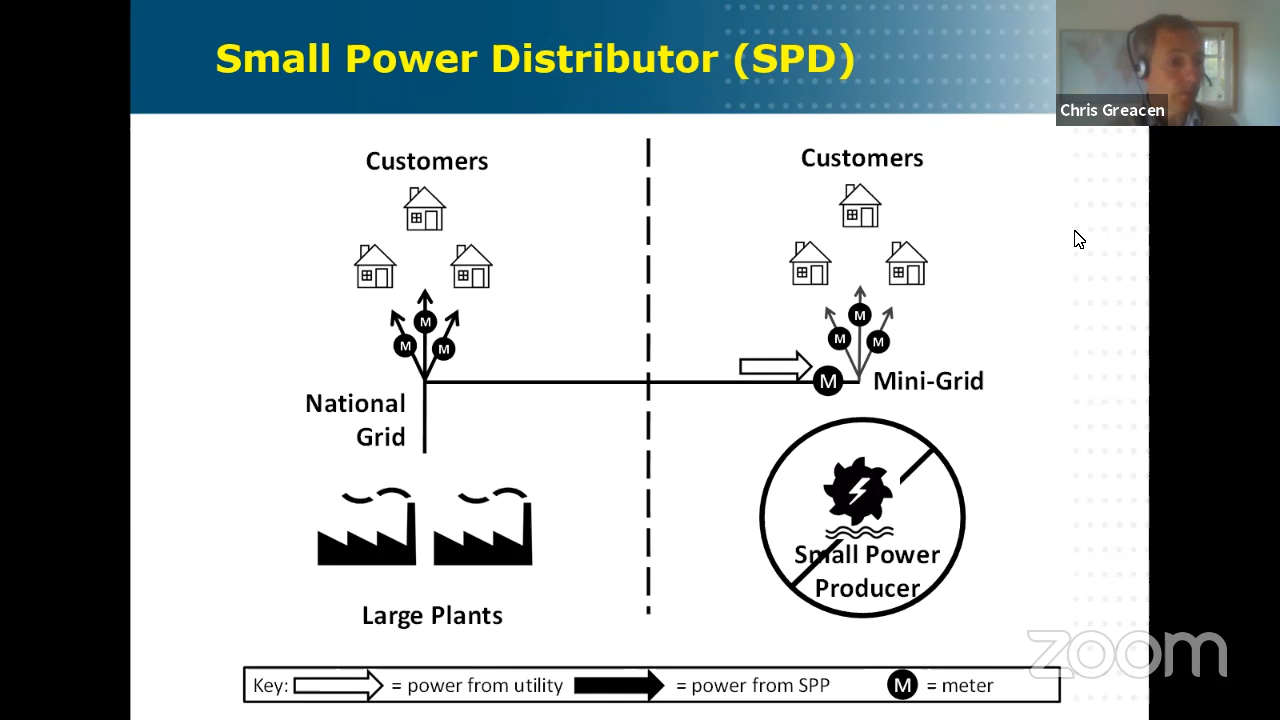 Small Power Distributor (SPD)
Chris Greacen
Customers
Customers
M
M
M
M
M
M
M
Mini-Grid
National
Grid
Small Power
Producer
Large Plants
zoom
Key: = power from utility = power from SPP M = meter